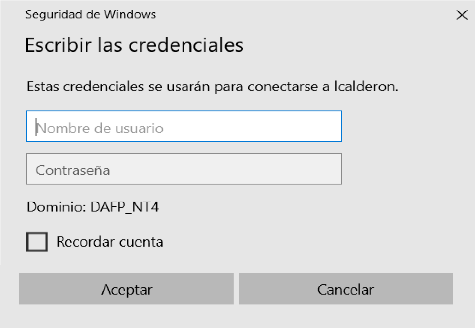 Seguridad de Windows
Escribir las credenciales
Estas credenciales se usarán para conectarse a lcalderon.
Nombre de usuario
Contraseña
Dominio: DAFP_NT4
Recordar cuenta
Aceptar
Cancelar